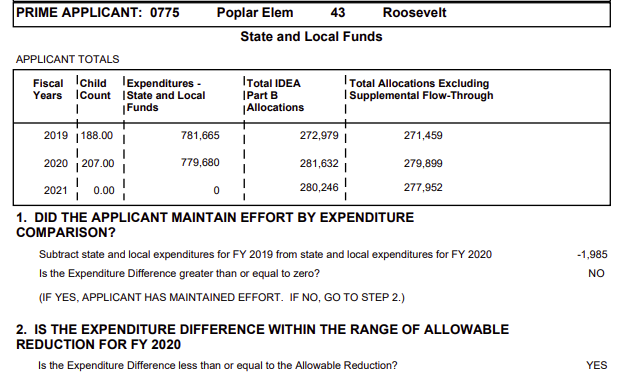 PRIME APPLICANT: 0775 Poplar Elem 43 Roosevelt
State and Local Funds
APPLICANT TOTALS
Fiscal Child Expenditures - Total IDEA Total Allocations Excluding
Years Count State and Local Part B Supplemental Flow-Through
Funds Allocations
2019 188.00 781,665 272,979 271,459
2020 207.00 779,680 281,632 279,899
2021 0.00 0 280,246 277,952
1. DID THE APPLICANT MAINTAIN EFFORT BY EXPENDITURE
COMPARISON?
Subtract state and local expenditures for FY 2019 from state and local expenditures for FY 2020 -1,985
Is the Expenditure Difference greater than or equal to zero? NO
(IF YES, APPLICANT HAS MAINTAINED EFFORT. IF NO, GO TO STEP 2.)
2. IS THE EXPENDITURE DIFFERENCE WITHIN THE RANGE OF ALLOWABLE
REDUCTION FOR FY 2020
Is the Expenditure Difference less than or equal to the Allowable Reduction? YES